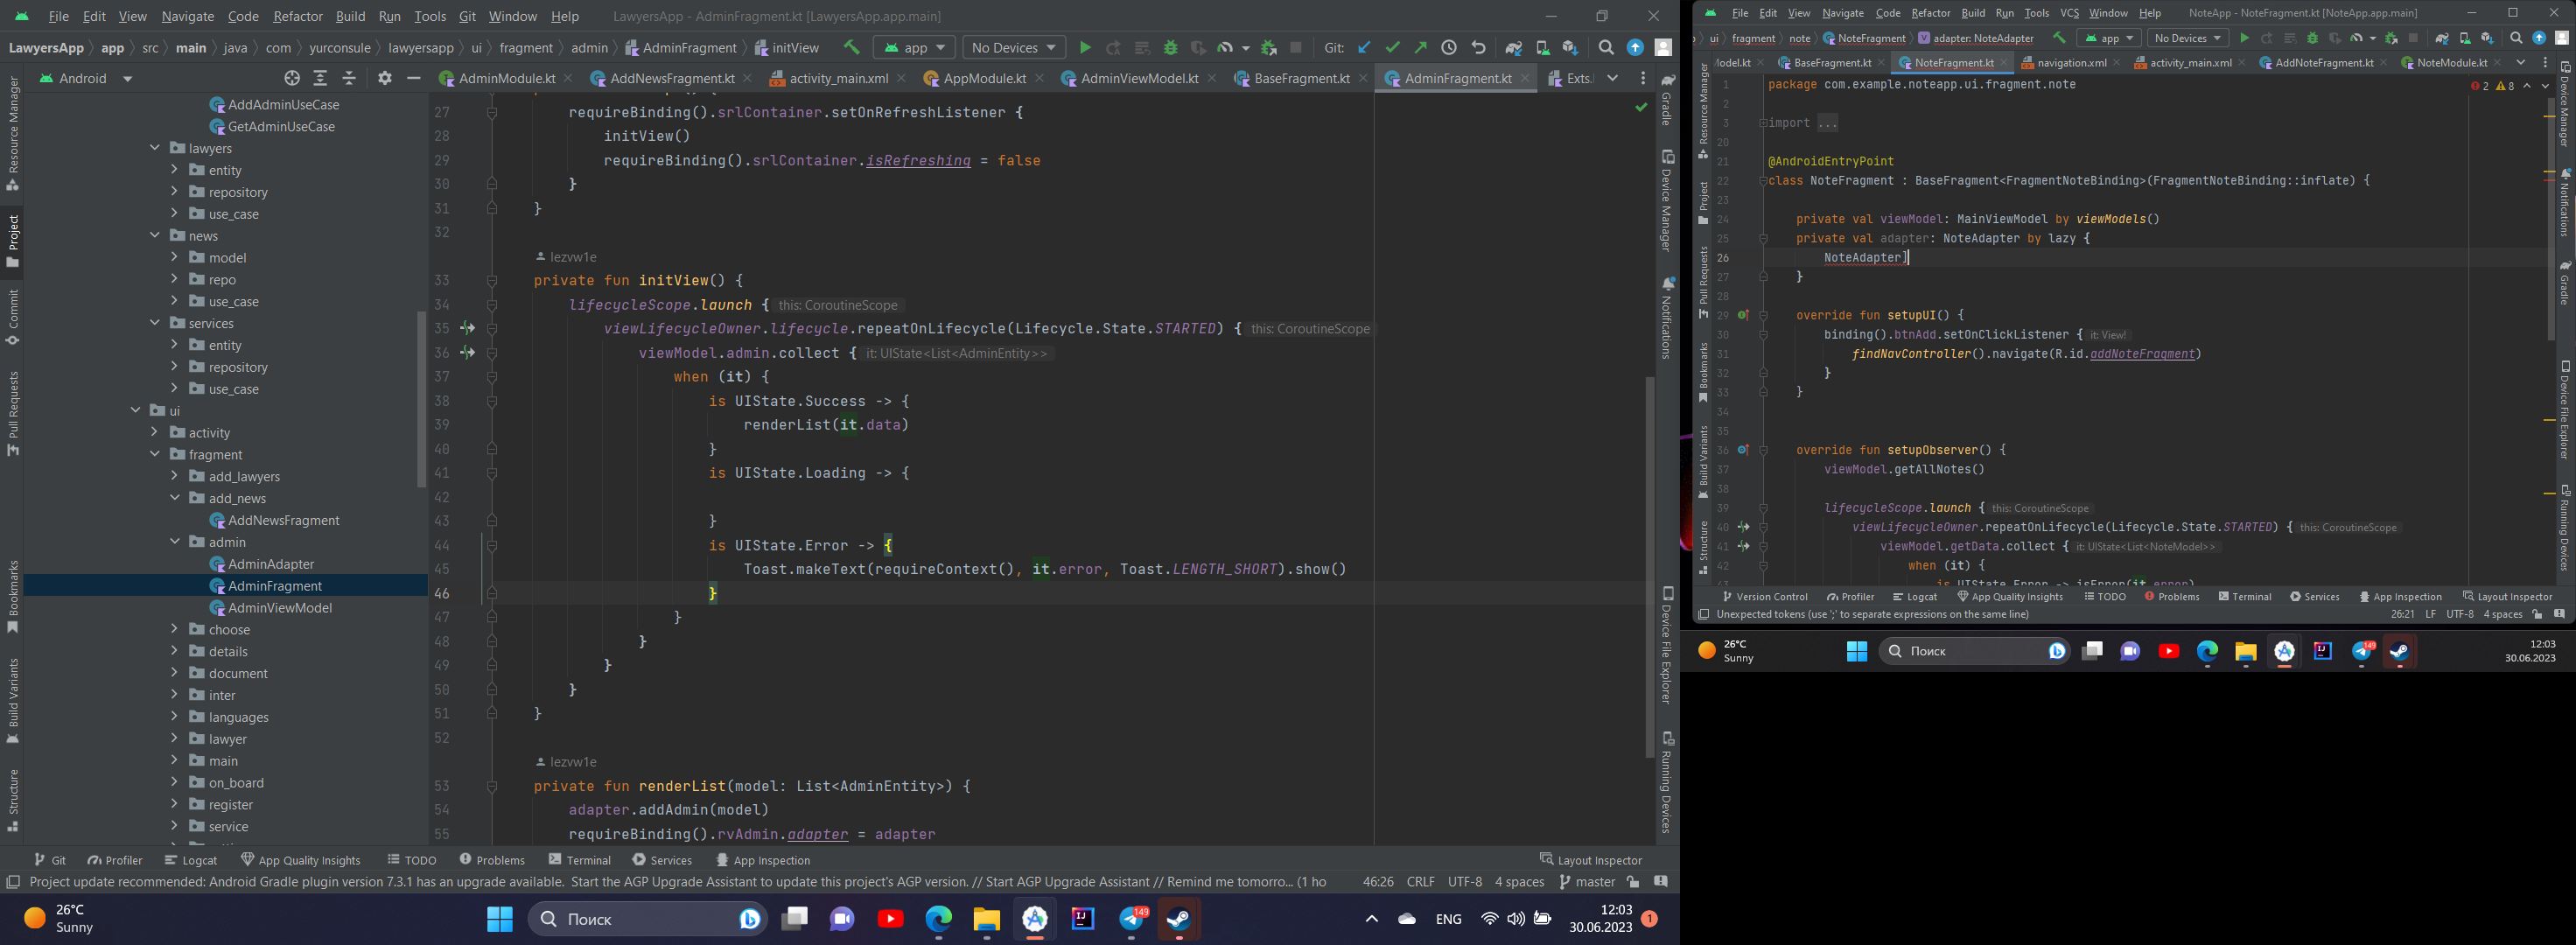 File Edit View Navigate Code Refactor Build Run Tools Git Window Help LawyersApp - AdminFragment.kt [LawyersApp.app.main]
LawyersApp app src main java com yurconsule lawyersapp ui fragment admin AdminFragment initView app No Devices Git:
Android
AdminModule.kt AddNewsFragment.kt activity_main.xml AppModule.kt AdminViewModel.kt BaseFragment.kt AdminFragment.kt Exts.
Resource Manager
Project
Commit
Pull Requests
Bookmarks
Build Variants
Structure
AddAdminUseCase
GetAdminUseCase
lawyers
entity
repository
use_case
news
model
repo
use_case
services
entity
repository
use_case
ui
activity
fragment
add_lawyers
add_news
AddNewsFragment
admin
AdminAdapter
AdminFragment
AdminViewModel
choose
details
document
inter
languages
lawyer
main
on_board
register
service
27 requireBinding().srlContainer.setOnRefreshListener {
28 initView()
29 requireBinding().srlContainer.isRefreshing = false
30 }
31 }
32
lezvw1e
33 private fun initView() {
34 lifecycleScope.launch { this: CoroutineScope
35 viewLifecycleOwner.lifecycle.repeatOnLifecycle(Lifecycle.State.STARTED) { this: CoroutineScope
36 viewModel.admin.collect { it: UIState<List<AdminEntity>>
37 when (it) {
38 is UIState.Success -> {
39 renderList(it.data)
40 }
41 is UIState.Loading -> {
42
43 }
44 is UIState.Error -> {
45 Toast.makeText(requireContext(), it.error, Toast.LENGTH_SHORT).show()
46 }
47 }
48 }
49 }
50 }
51 }
52
lezvw1e
53 private fun renderList(model: List<AdminEntity>) {
54 adapter.addAdmin(model)
55 requireBinding().rvAdmin.adapter = adapter
Gradle
Device Manager
Notifications
Device File Explorer
Running Devices
Git Profiler Logcat App Quality Insights TODO Problems Terminal Services App Inspection Layout Inspector
Project update recommended: Android Gradle plugin version 7.3.1 has an upgrade available. Start the AGP Upgrade Assistant to update this project's AGP version. // Start AGP Upgrade Assistant // Remind me tomorro... (1 ho 46:26 CRLF UTF-8 4 spaces master
26°C
Sunny
Поиск
149
ENG
12:03
30.06.2023
1
File Edit View Navigate Code Refactor Build Run Tools VCS Window Help NoteApp - NoteFragment.kt [NoteApp.app.main]
ui fragment note NoteFragment adapter: NoteAdapter app No Devices
Model.kt BaseFragment.kt NoteFragment.kt navigation.xml activity_main.xml AddNoteFragment.kt NoteModule.kt
Resource Manager
Project
Pull Requests
Bookmarks
Build Variants
Structure
2 8
1 package com.example.noteapp.ui.fragment.note
2
3 import ...
20
21 @AndroidEntryPoint
22 class NoteFragment : BaseFragment<FragmentNoteBinding>(FragmentNoteBinding::inflate) {
23
24 private val viewModel: MainViewModel by viewModels()
25 private val adapter: NoteAdapter by lazy {
26 NoteAdapter]
27 }
28
29 override fun setupUI() {
30 binding().btnAdd.setOnClickListener { it: View!
31 findNavController().navigate(R.id.addNoteFragment)
32 }
33 }
34
35
36 override fun setupObserver() {
37 viewModel.getAllNotes()
38
39 lifecycleScope.launch { this: CoroutineScope
40 viewLifecycleOwner.repeatOnLifecycle(Lifecycle.State.STARTED) { this: CoroutineScope
41 viewModel.getData.collect { it: UIState<List<NoteModel>>
42 when (it) {
43 is UIState.Error -> isError(it.error)
Device Manager
Notifications
Gradle
Device File Explorer
Running Devices
Version Control Profiler Logcat App Quality Insights TODO Problems Terminal Services App Inspection Layout Inspector
Unexpected tokens (use ';' to separate expressions on the same line) 26:21 LF UTF-8 4 spaces
26°C
Sunny
Поиск
149
12:03
30.06.2023